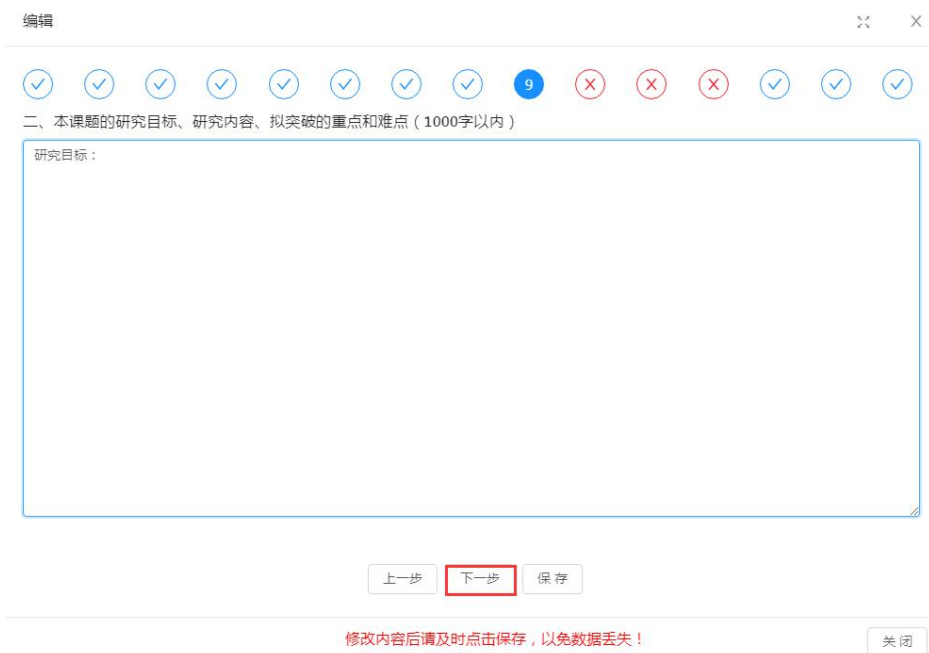 编辑
9
二、本课题的研究目标、研究内容、拟突破的重点和难点（1000字以内）
研究目标：
上一步 下一步 保 存
修改内容后请及时点击保存，以免数据丢失！
关 闭